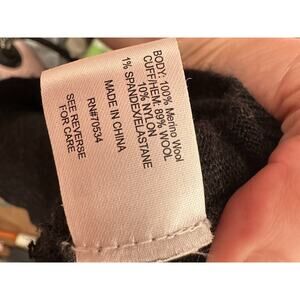 BODY: 100% Merino Wool
CUFF/HEM: 89% WOOL
10% NYLON
1% SPANDEX/ELASTANE
MADE IN CHINA
RN#70534
SEE REVERSE
FOR CARE.